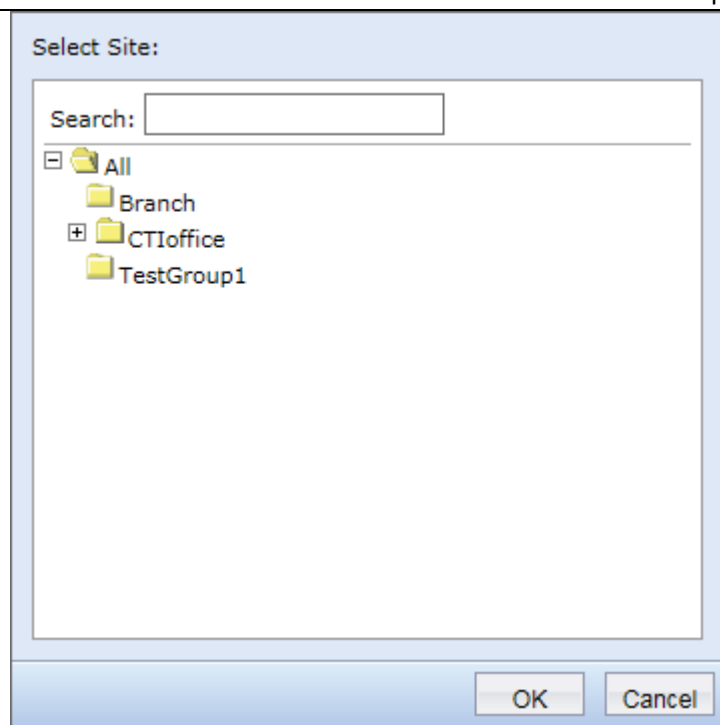 Select Site:
Search:
All
Branch
CTIoffice
TestGroup1
OK Cancel